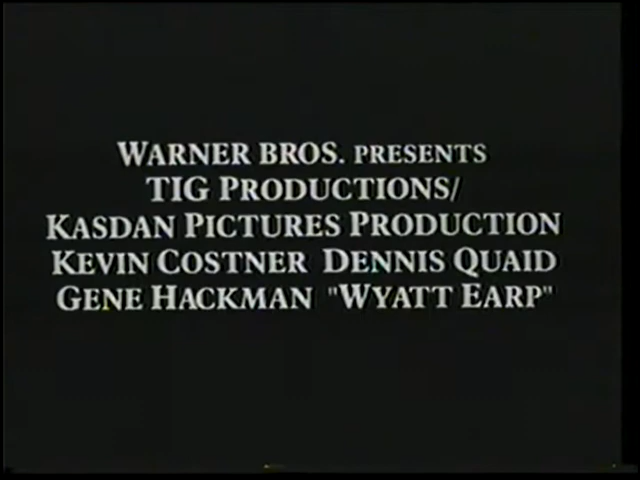 WARNER BROS. PRESENTS
TIG PRODUCTIONS/
KASDAN PICTURES PRODUCTION
KEVIN COSTNER DENNIS QUAID
GENE HACKMAN "WYATT EARP"